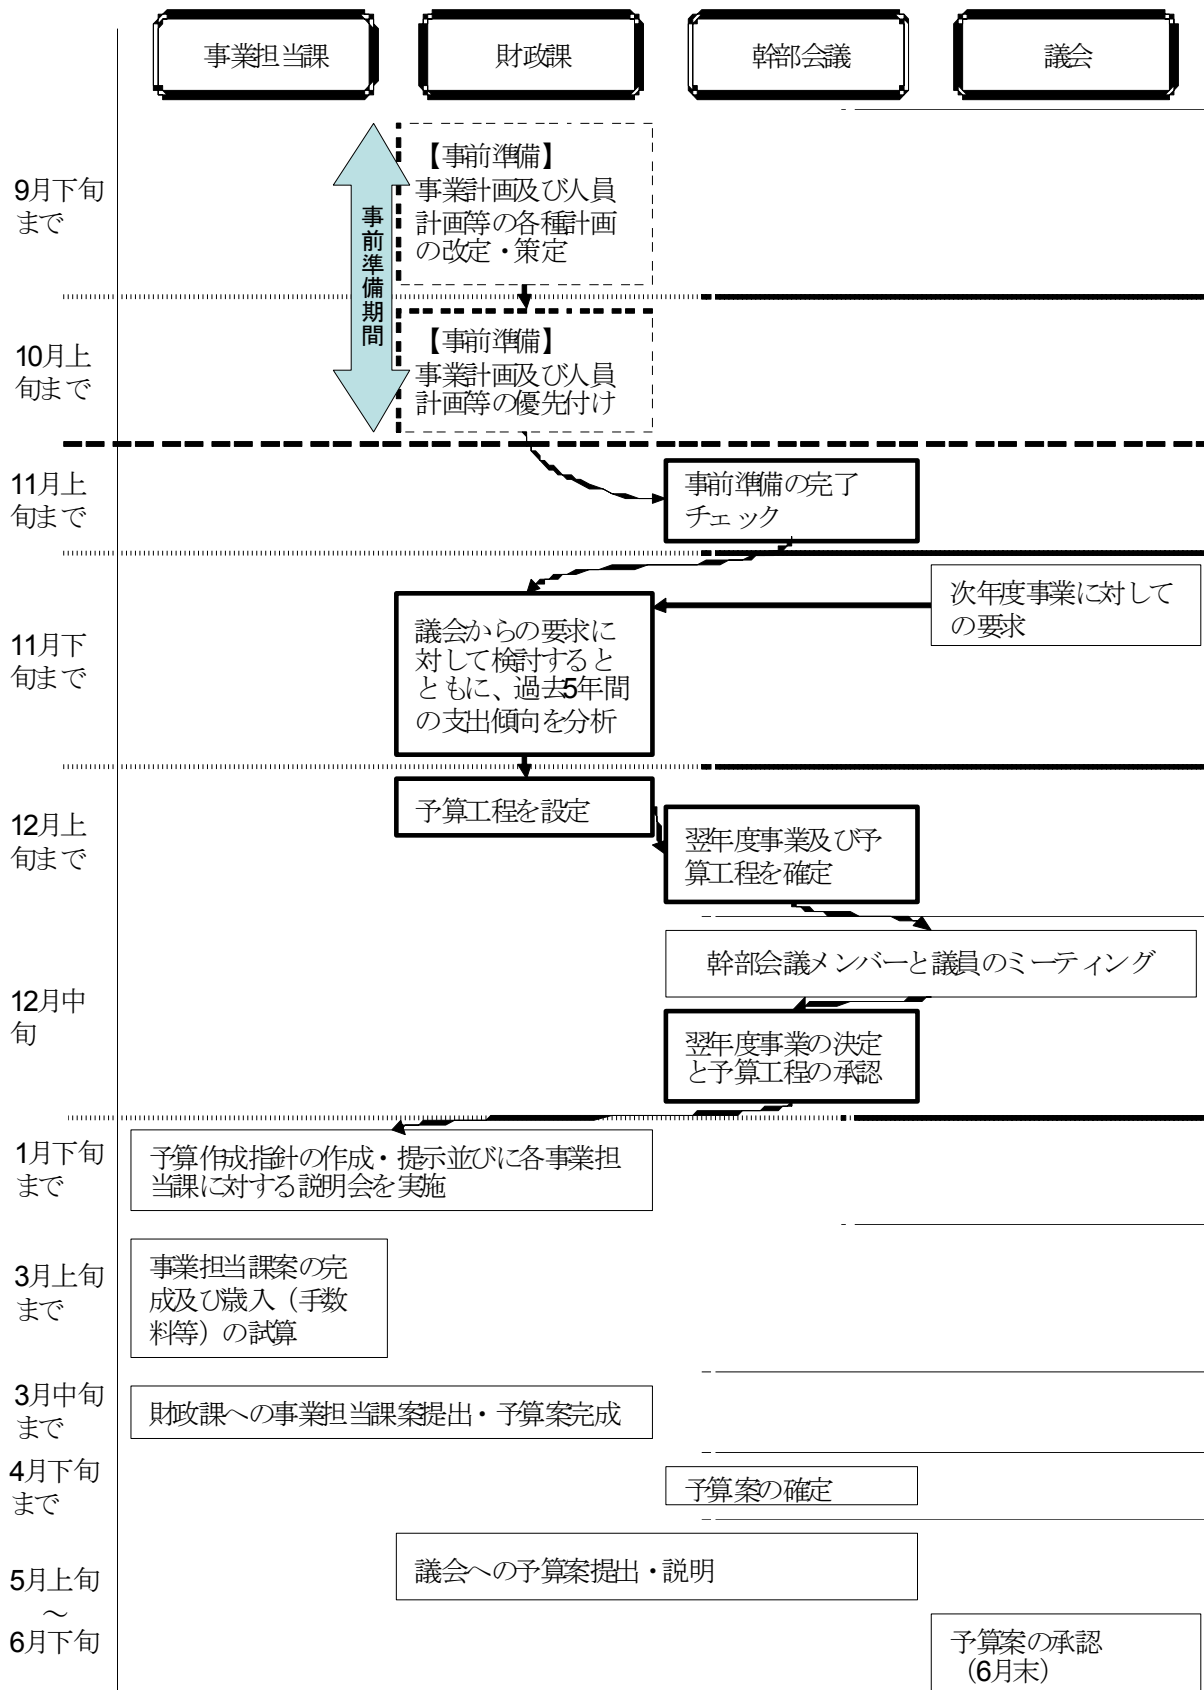 事業担当課
財政課
幹部会議
議会
9月下旬
まで
事前準備期間
【事前準備】
事業計画及び人員
計画等の各種計画
の改定・策定
10月上
旬まで
【事前準備】
事業計画及び人員
計画等の優先付け
11月上
旬まで
事前準備の完了
チェック
11月下
旬まで
次年度事業に対して
の要求
議会からの要求に
対して検討すると
ともに、過去5年間
の支出傾向を分析
12月上
旬まで
予算工程を設定
翌年度事業及び予
算工程を確定
12月中
旬
幹部会議メンバーと議員のミーティング
翌年度事業の決定
と予算工程の承認
1月下旬
まで
予算作成指針の作成・提示並びに各事業担
当課に対する説明会を実施
3月上旬
まで
事業担当課案の完
成及び歳入（手数
料等）の試算
3月中旬
まで
財政課への事業担当課案提出・予算案完成
4月下旬
まで
予算案の確定
5月上旬
～
6月下旬
議会への予算案提出・説明
予算案の承認
（6月末）